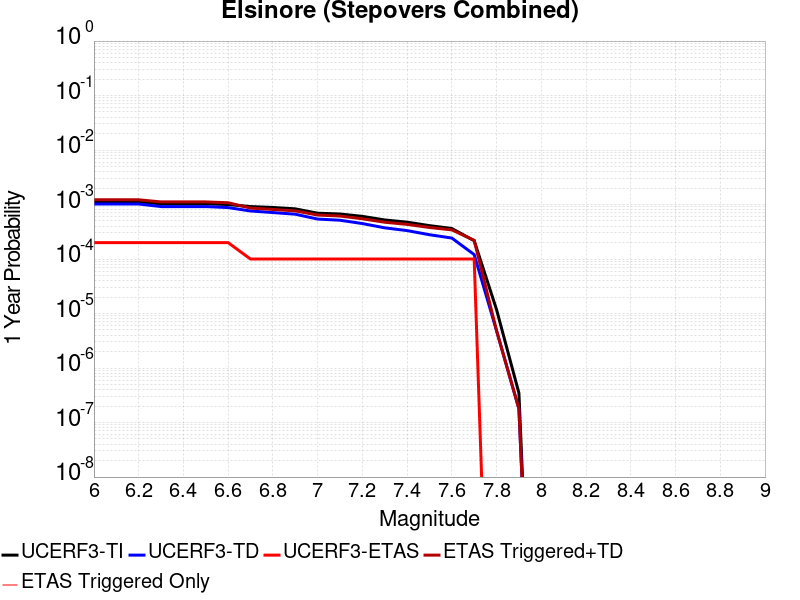 Elsinore (Stepovers Combined)
10^0
10^-1
10^-2
10^-3
10^-4
10^-5
10^-6
10^-7
10^-8
1 Year Probability
6 6.2 6.4 6.6 6.8 7 7.2 7.4 7.6 7.8 8 8.2 8.4 8.6 8.8 9
Magnitude
UCERF3-TI UCERF3-TD UCERF3-ETAS ETAS Triggered+TD
ETAS Triggered Only